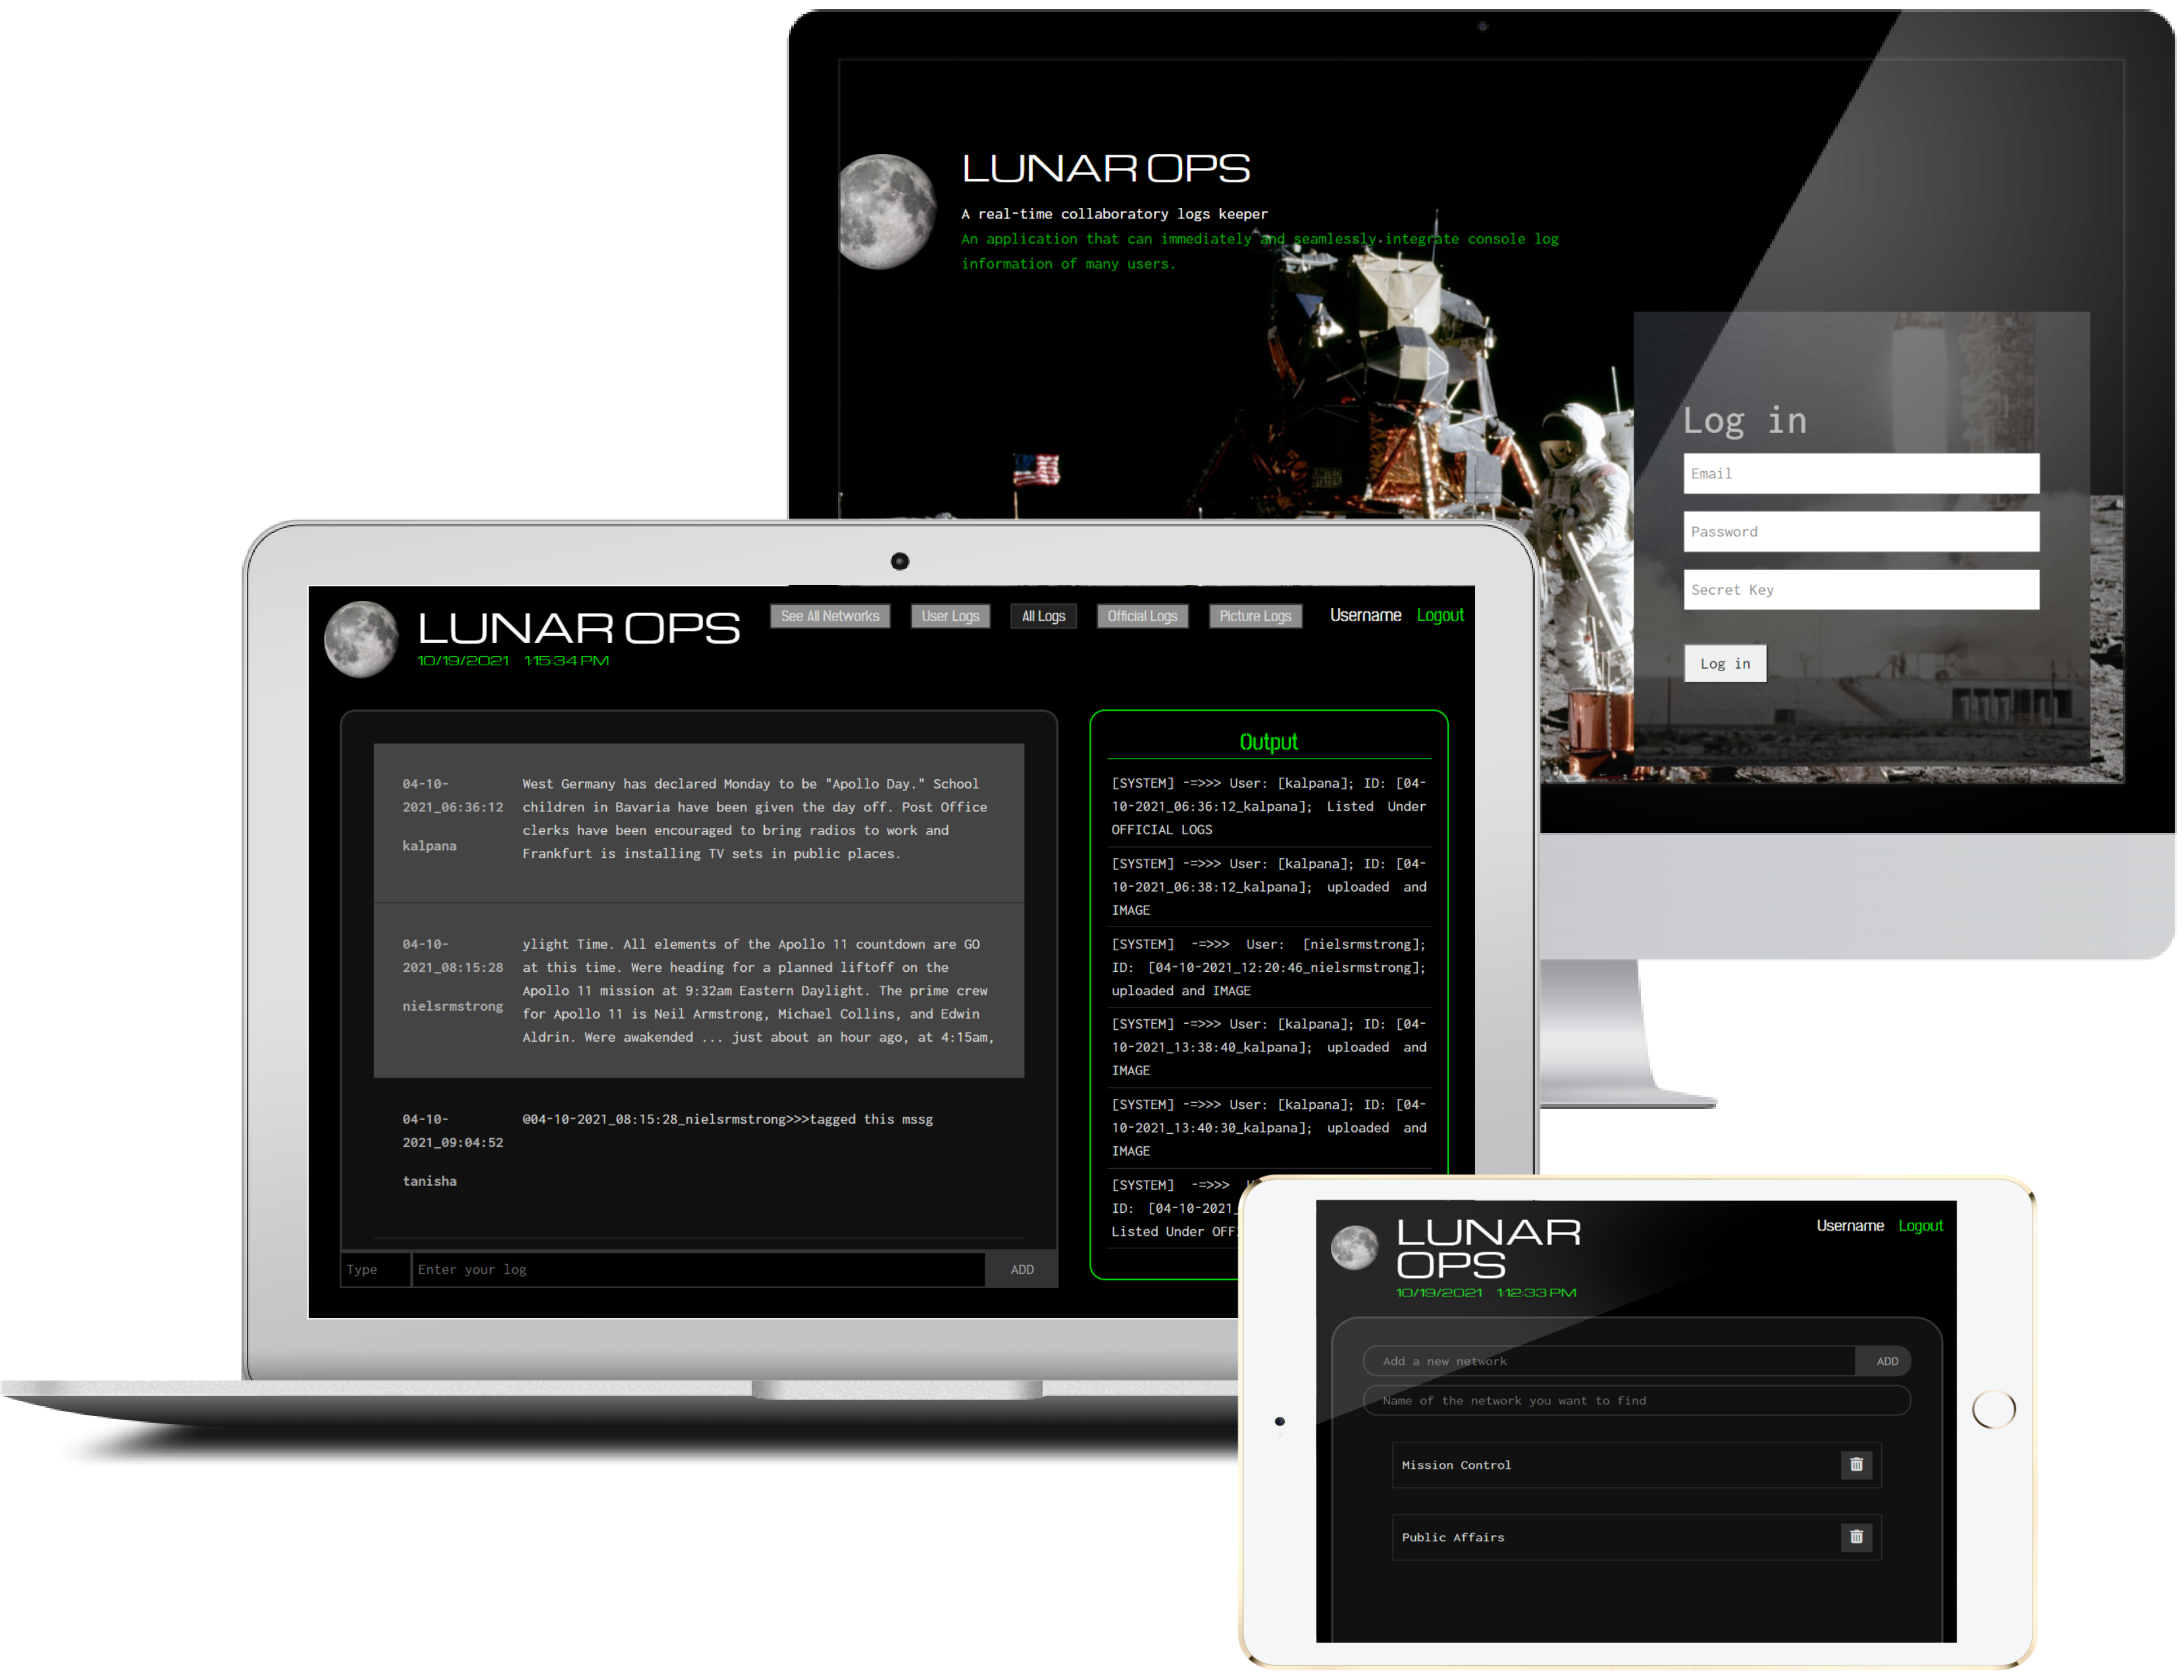 LUNAR OPS
A real-time collaboratory logs keeper
An application that can immediately and seamlessly integrate console log
information of many users.
UNITED
STATES
Log in
Email
Password
Secret Key
Log in
LUNAR OPS
10/19/2021 1:15:34 PM
See All Networks
User Logs
All Logs
Official Logs
Picture Logs
Username
Logout
04-10-
2021_06:36:12
kalpana
West Germany has declared Monday to be "Apollo Day." School
children in Bavaria have been given the day off. Post Office
clerks have been encouraged to bring radios to work and
Frankfurt is installing TV sets in public places.
04-10-
2021_08:15:28
nielsrmstrong
ylight Time. All elements of the Apollo 11 countdown are GO
at this time. Were heading for a planned liftoff on the
Apollo 11 mission at 9:32am Eastern Daylight. The prime crew
for Apollo 11 is Neil Armstrong, Michael Collins, and Edwin
Aldrin. Were awakended ... just about an hour ago, at 4:15am,
04-10-
2021_09:04:52
tanisha
@04-10-2021_08:15:28_nielsrmstrong>>>tagged this mssg
Type
Enter your log
ADD
Output
[SYSTEM] -=>>> User: [kalpana]; ID: [04-
10-2021_06:36:12_kalpana]; Listed Under
OFFICIAL LOGS
[SYSTEM] -=>>> User: [kalpana]; ID: [04-
10-2021_06:38:12_kalpana]; uploaded and
IMAGE
[SYSTEM] -=>>> User: [nielsrmstrong];
ID: [04-10-2021_12:20:46_nielsrmstrong];
uploaded and IMAGE
[SYSTEM] -=>>> User: [kalpana]; ID: [04-
10-2021_13:38:40_kalpana]; uploaded and
IMAGE
[SYSTEM] -=>>> User: [kalpana]; ID: [04-
10-2021_13:40:30_kalpana]; uploaded and
IMAGE
[SYSTEM] -=>>>
ID: [04-10-2021_
Listed Under OFF
LUNAR
OPS
10/19/2021 1:12:33 PM
Username
Logout
Add a new network
ADD
Name of the network you want to find
Mission Control
Public Affairs